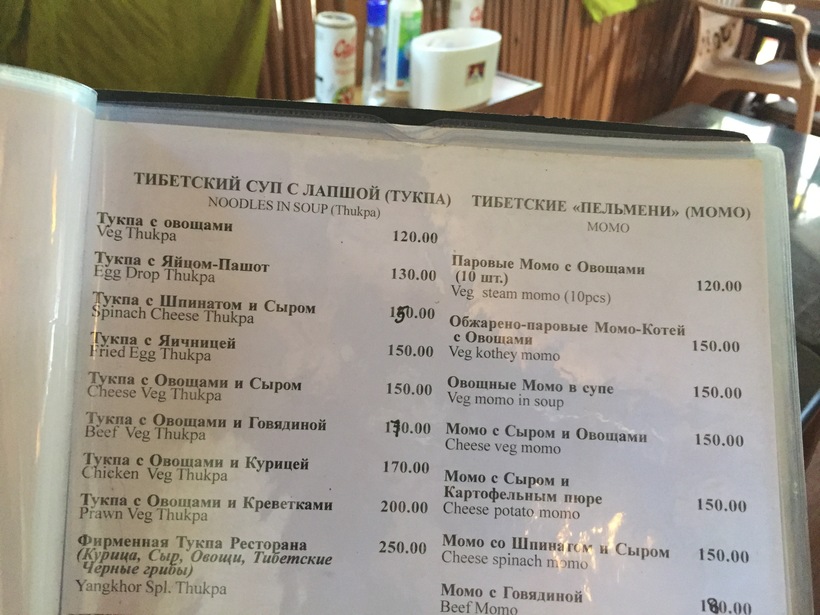 ТИБЕТСКИЙ СУП С ЛАПШОЙ (ТУКПА)
NOODLES IN SOUP (Thukpa)
Тукпа с овощами
Veg Thukpa
120.00
Тукпа с Яйцом-Пашот
Egg Drop Thukpa
130.00
Тукпа с Шпинатом и Сыром
Spinach Cheese Thukpa
150.00
Тукпа с Яичницей
Fried Egg Thukpa
150.00
Тукпа с Овощами и Сыром
Cheese Veg Thukpa
150.00
Тукпа с Овощами и Говядиной
Beef Veg Thukpa
170.00
Тукпа с Овощами и Курицей
Chicken Veg Thukpa
170.00
Тукпа с Овощами и Креветками
Prawn Veg Thukpa
200.00
Фирменная Тукпа Ресторана
(Курица, Сыр, Овощи, Тибетские
Черные грибы)
250.00
Yangkhor Spl. Thukpa
ТИБЕТСКИЕ «ПЕЛЬМЕНИ» (МОМО)
MOMO
Паровые Момо с Овощами
(10 шт.)
Veg steam momo (10pcs)
120.00
Обжарено-паровые Момо-Котей
с Овощами
Veg kothey momo
150.00
Овощные Момо в супе
Veg momo in soup
150.00
Момо с Сыром и Овощами
Cheese veg momo
150.00
Момо с Сыром и
Картофельным пюре
Cheese potato momo
150.00
Момо со Шпинатом и Сыром
Cheese spinach momo
150.00
Момо с Говядиной
Beef Momo
180.00